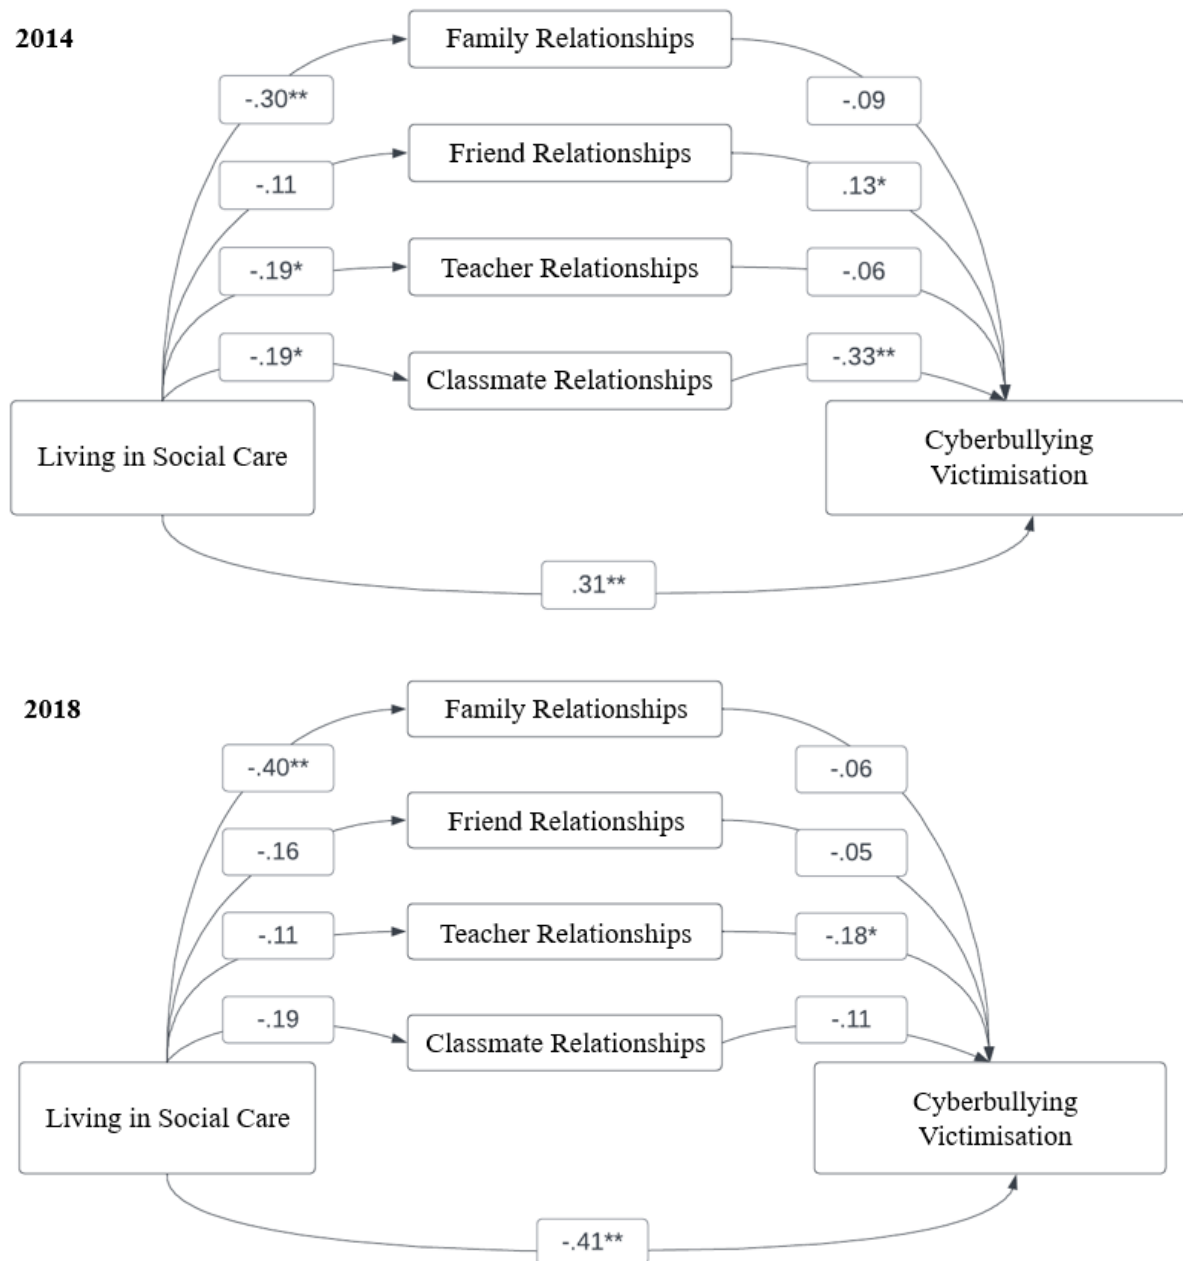 2014
Family Relationships
-.30**
-.09
Friend Relationships
-.11
.13*
Teacher Relationships
-.19*
-.06
Classmate Relationships
-.19*
-.33**
Living in Social Care
Cyberbullying
Victimisation
.31**
2018
Family Relationships
-.40**
-.06
Friend Relationships
-.16
-.05
Teacher Relationships
-.11
-.18*
Classmate Relationships
-.19
-.11
Living in Social Care
Cyberbullying
Victimisation
-.41**